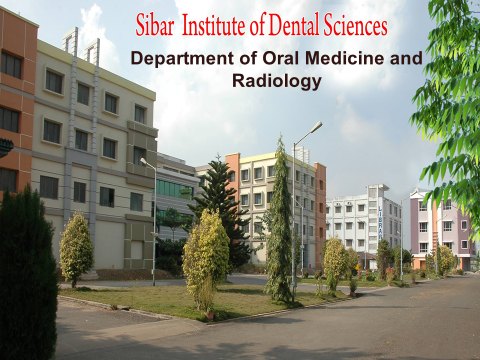 Sibar Institute of Dental Sciences
Department of Oral Medicine and
Radiology